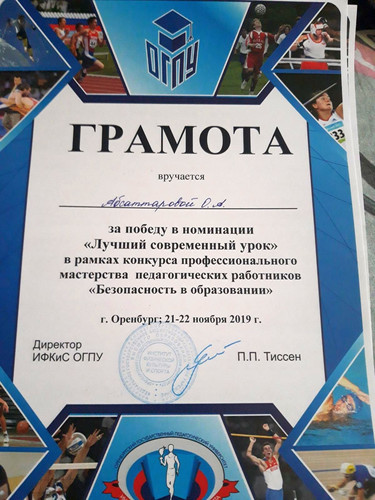 ОГПУ
ГРАМОТА
вручается
Абсаттаровой О.А.
за победу в номинации
«Лучший современный урок»
в рамках конкурса профессионального
мастерства педагогических работников
«Безопасность в образовании»
г. Оренбург; 21-22 ноября 2019 г.
Директор
ИФКиС ОГПУ
П.П. Тиссен
33